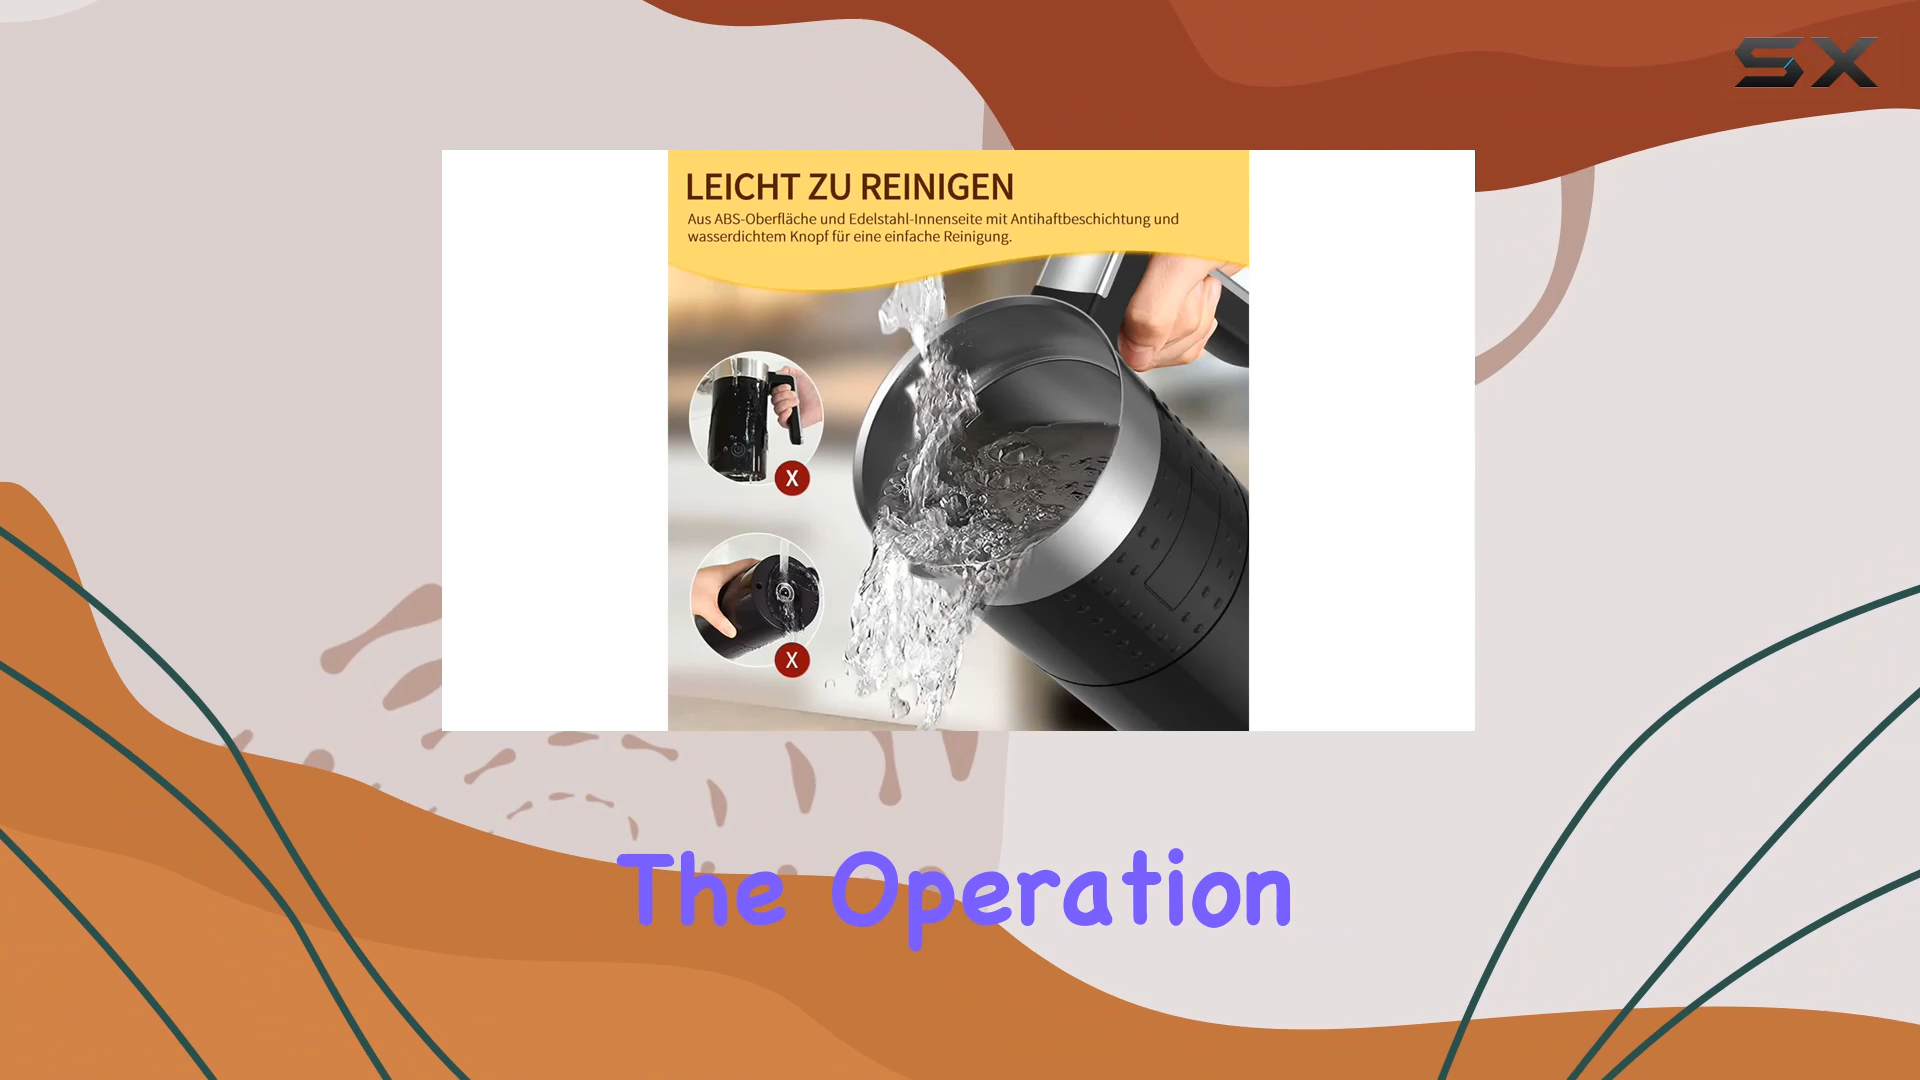 SX
LEICHT ZU REINIGEN
Aus ABS-Oberfläche und Edelstahl-Innenseite mit Antihaftbeschichtung und
wasserdichtem Knopf für eine einfache Reinigung.
X
X
The Operation